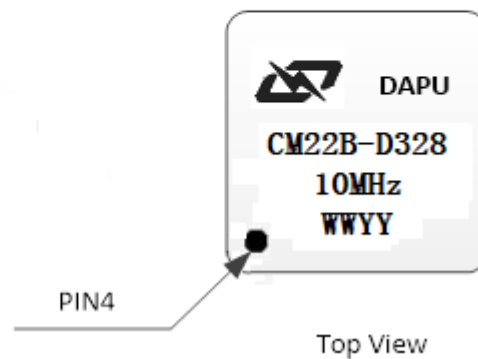 DAPU
CM22B-D328
10MHz
WWYY
PIN4
Top View